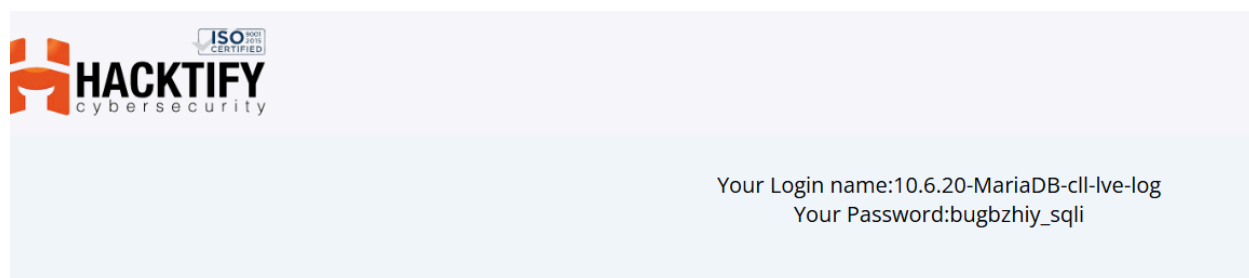 ISO 9001 2015
CERTIFIED
HACKTIFY
cybersecurity
Your Login name:10.6.20-MariaDB-cll-lve-log
Your Password:bugbzhiy_sqli